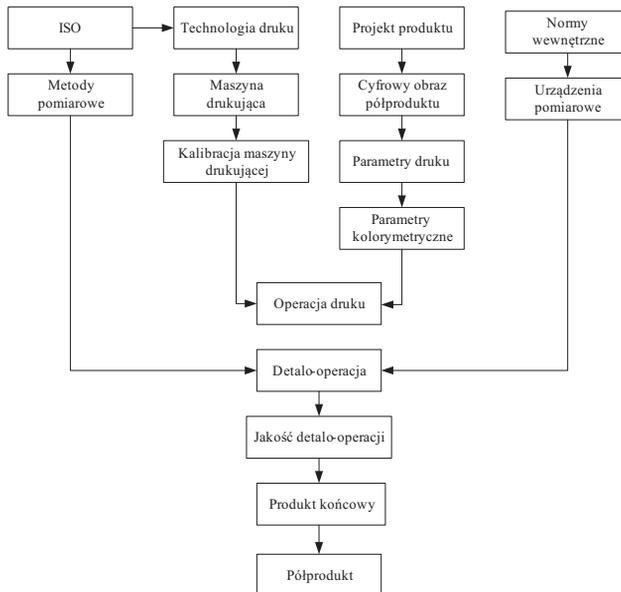 ISO
Technologia druku
Projekt produktu
Normy
wewnętrzne
Metody
pomiarowe
Maszyna
drukująca
Cyfrowy obraz
półproduktu
Urządzenia
pomiarowe
Kalibracja maszyny
drukującej
Parametry druku
Parametry
kolorymetryczne
Operacja druku
Detalo-operacja
Jakość detalo-operacji
Produkt końcowy
Półprodukt